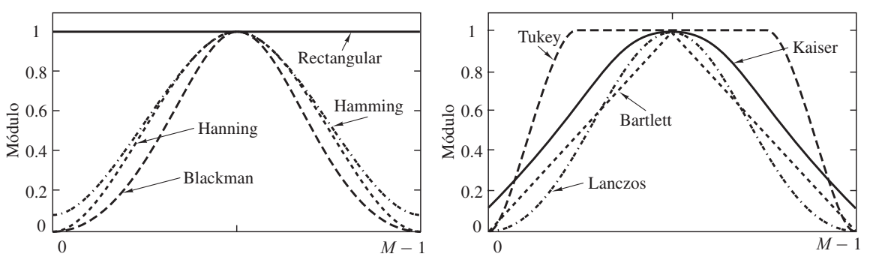 Módulo
1
0.8
0.6
0.4
0.2
0
Rectangular
Hamming
Hanning
Blackman
0
M − 1
Módulo
1
0.8
0.6
0.4
0.2
0
Tukey
Kaiser
Bartlett
Lanczos
0
M − 1